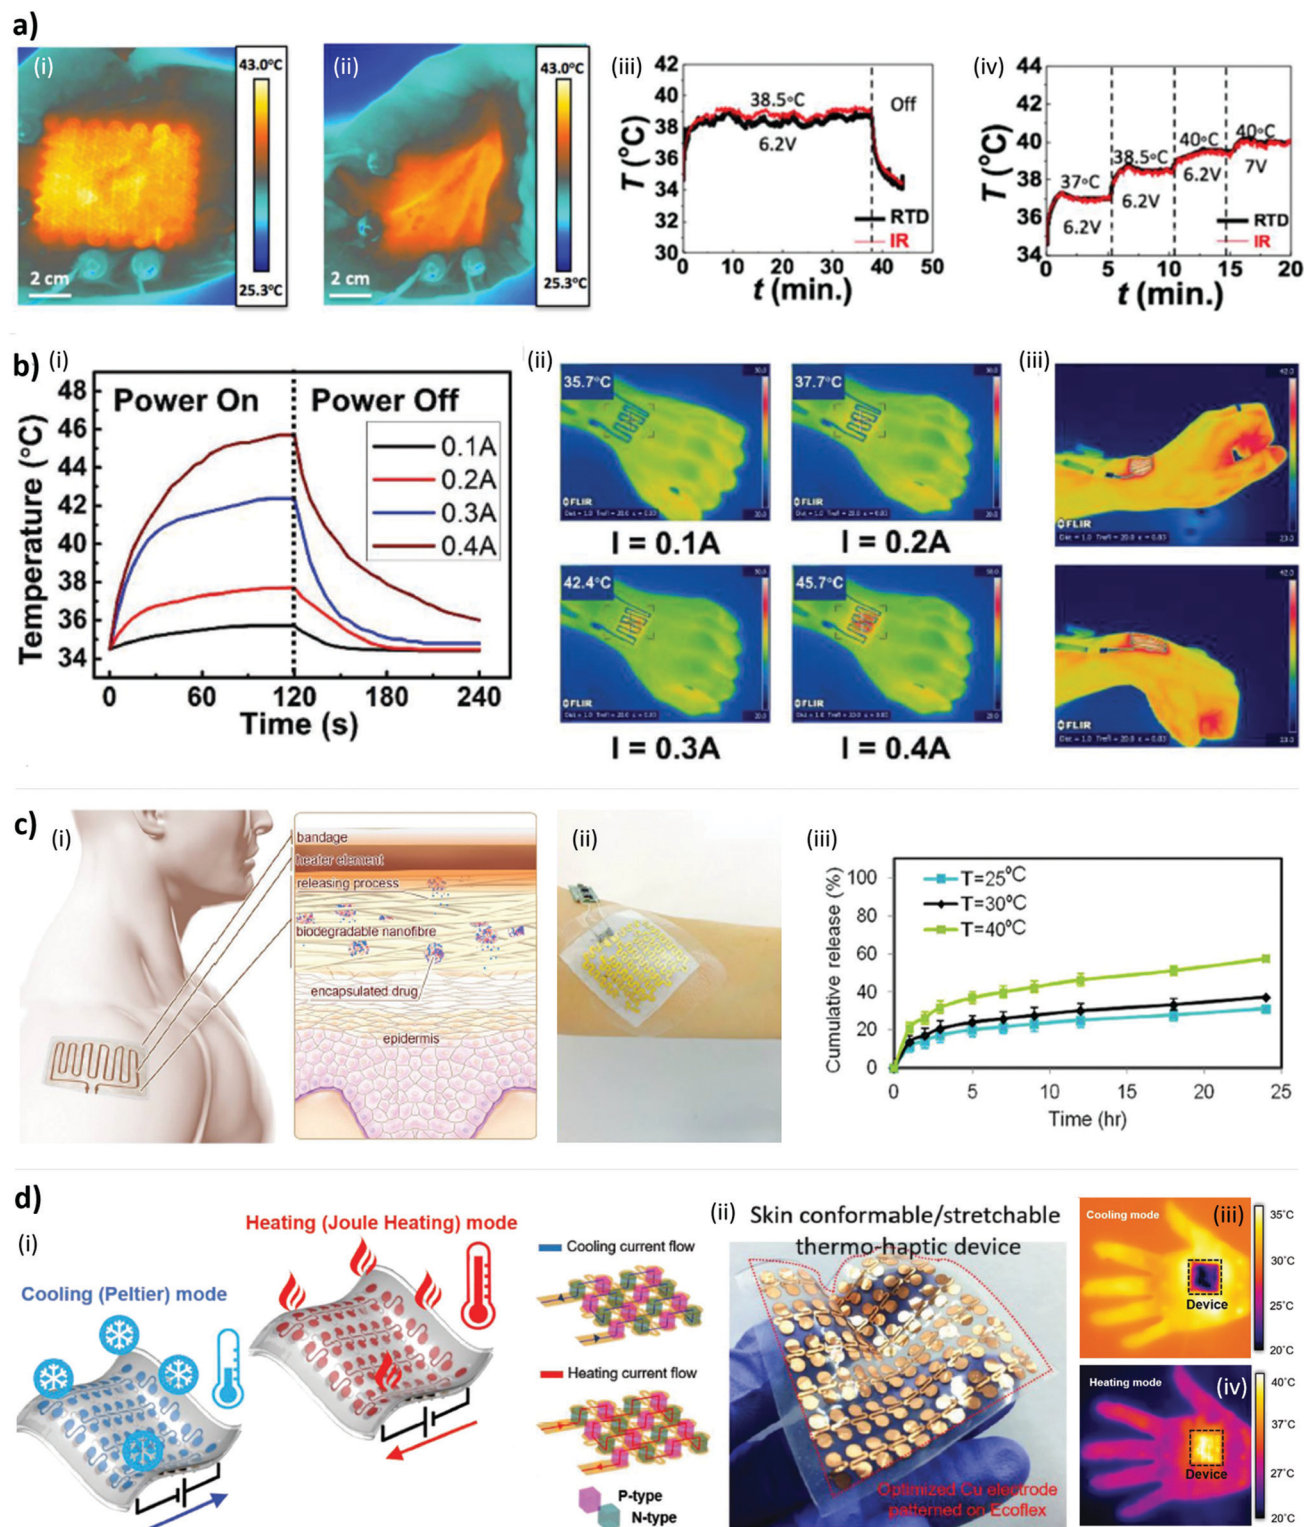 a)
(i)
43.0°C
25.3°C
2 cm
(ii)
43.0°C
25.3°C
2 cm
(iii)
T (°C)
42
40
38
36
34
32
30
38.5°C
6.2V
Off
RTD
IR
0 10 20 30 40 50
t (min.)
(iv)
T (°C)
44
42
40
38
36
34
37°C
6.2V
38.5°C
6.2V
40°C
6.2V
40°C
7V
RTD
IR
0 5 10 15 20
t (min.)
b)
(i)
Temperature (°C)
48
46
44
42
40
38
36
34
Power On
Power Off
0.1A
0.2A
0.3A
0.4A
0 60 120 180 240
Time (s)
(ii)
35.7°C
FLIR
I = 0.1A
37.7°C
FLIR
I = 0.2A
42.4°C
FLIR
I = 0.3A
45.7°C
FLIR
I = 0.4A
(iii)
FLIR
FLIR
c)
(i)
bandage
heater element
releasing process
biodegradable nanofibre
encapsulated drug
epidermis
(ii)
(iii)
Cumulative release (%)
100
80
60
40
20
0
T=25°C
T=30°C
T=40°C
0 5 10 15 20 25
Time (hr)
d)
(i)
Cooling (Peltier) mode
Heating (Joule Heating) mode
Cooling current flow
Heating current flow
P-type
N-type
(ii)
Skin conformable/stretchable
thermo-haptic device
Optimized Cu electrode
patterned on Ecoflex
(iii)
Cooling mode
Device
35°C
30°C
25°C
20°C
(iv)
Heating mode
Device
40°C
37°C
27°C
20°C